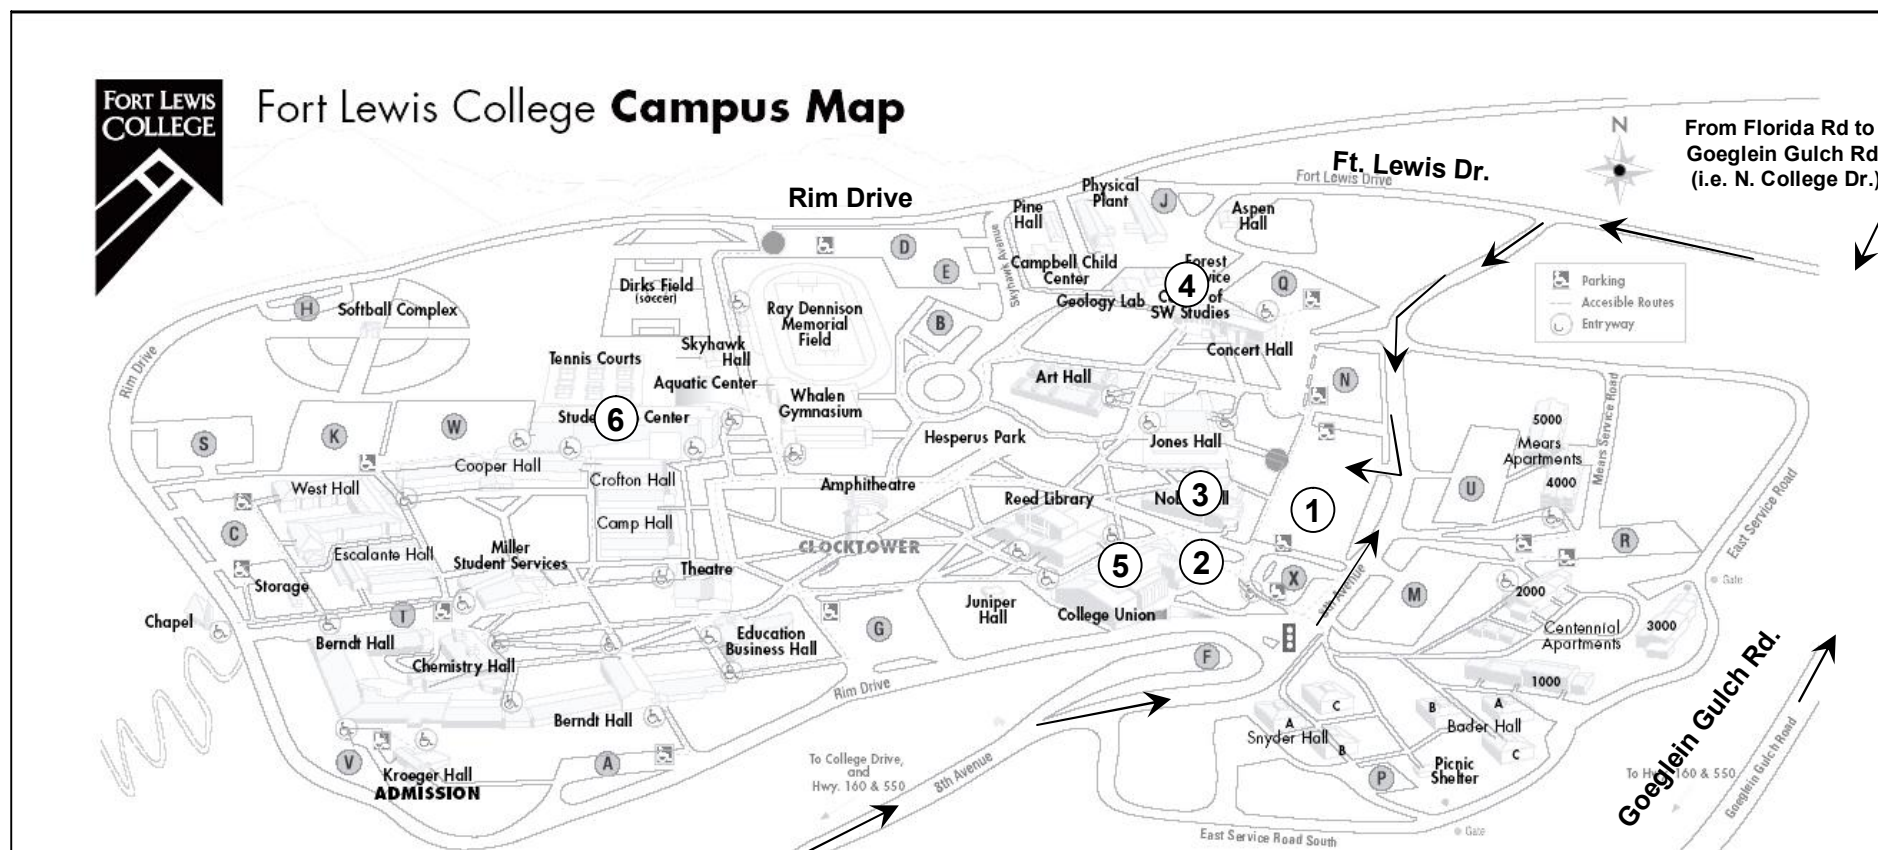 FORT LEWIS
COLLEGE
Fort Lewis College Campus Map
N
From Florida Rd to
Goeglein Gulch Rd
(i.e. N. College Dr.)
Ft. Lewis Dr.
Fort Lewis Drive
Rim Drive
Physical
Plant
J
Pine
Hall
Aspen
Hall
D
E
Skyhawk Avenue
Campbell Child
Center
Forest
4
Q
Geology Lab
of
SW Studies
Concert Hall
Parking
Accesible Routes
Entryway
H
Softball Complex
Dirks Field
(soccer)
Ray Dennison
Memorial
Field
B
Skyhawk
Hall
Tennis Courts
Aquatic Center
Rim Drive
Art Hall
N
Whalen
Gymnasium
6
Center
S
K
W
Hesperus Park
Jones Hall
5000
Mears
Apartments
4000
Mears Service Road
Cooper Hall
Crofton Hall
West Hall
Amphitheatre
Reed Library
3
1
U
East Service Road
C
Camp Hall
CLOCKTOWER
Escalante Hall
Miller
Student Services
Theatre
5
2
X
R
Storage
8th Avenue
M
2000
Gate
Juniper
Hall
College Union
Chapel
T
Berndt Hall
G
Education
Business Hall
Centennial
Apartments
3000
Chemistry Hall
F
1000
Rim Drive
Berndt Hall
C
A
Snyder Hall
B
B
A
Bader Hall
C
V
A
Kroeger Hall
ADMISSION
To College Drive,
and
Hwy. 160 & 550
8th Avenue
Picnic
Shelter
P
Goeglein Gulch Rd.
160 & 550
Goeglein Gulch Road
Gate
East Service Road South